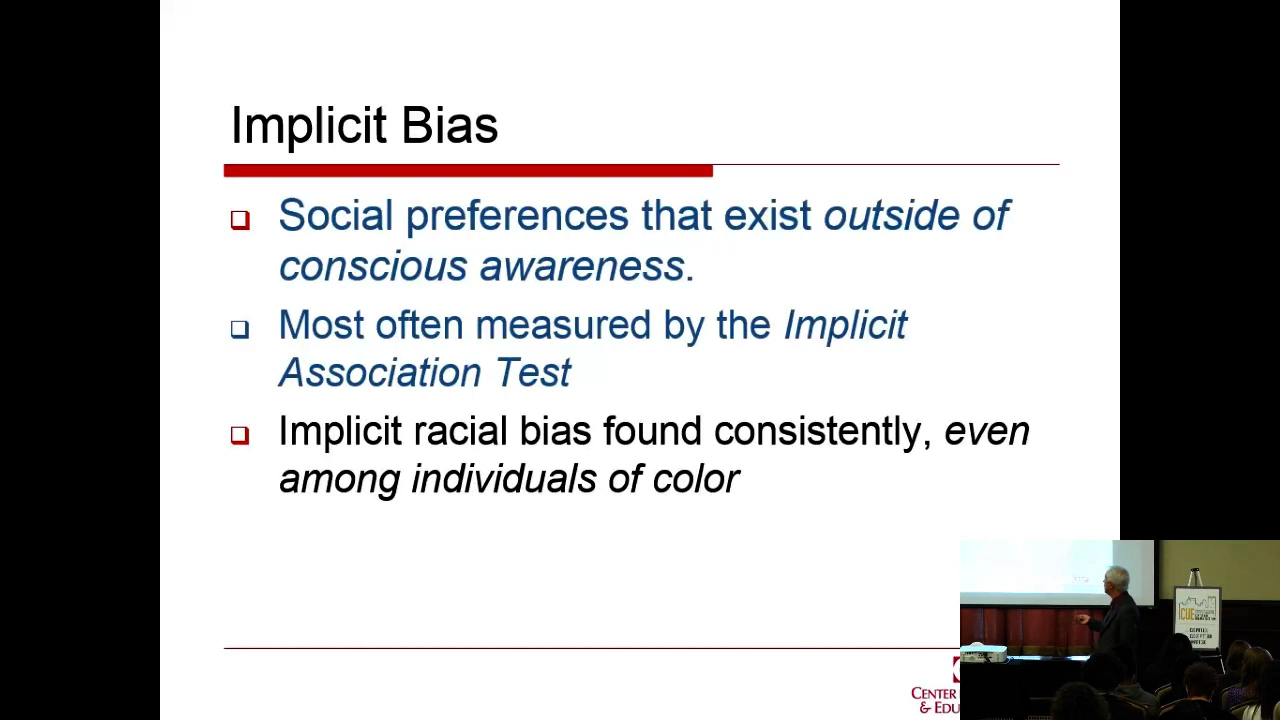 Implicit Bias
Social preferences that exist outside of
conscious awareness.
Most often measured by the Implicit
Association Test
Implicit racial bias found consistently, even
among individuals of color
CENTER
& EDU
CUE